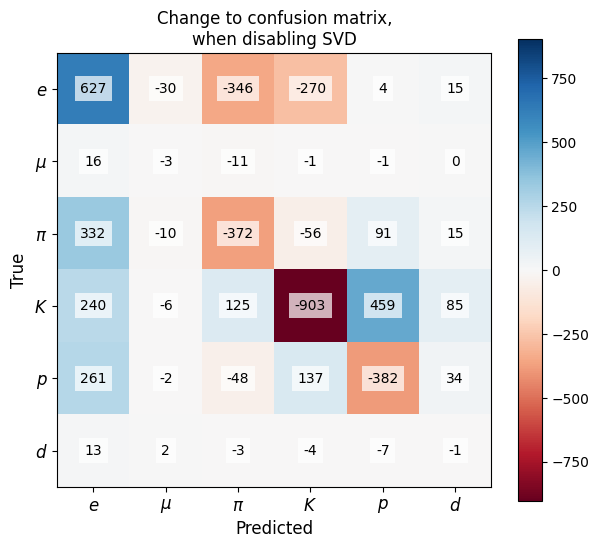 Change to confusion matrix,
when disabling SVD
e 627 -30 -346 -270 4 15
μ 16 -3 -11 -1 -1 0
π 332 -10 -372 -56 91 15
K 240 -6 125 -903 459 85
p 261 -2 -48 137 -382 34
d 13 2 -3 -4 -7 -1
e μ π K p d
Predicted
True
750
500
250
0
−250
−500
−750